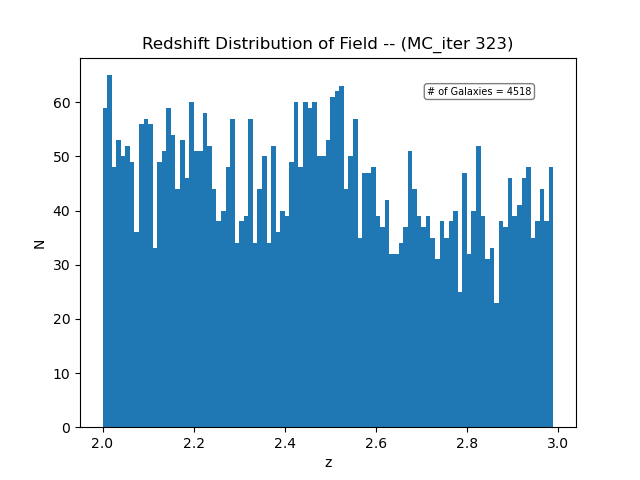 Redshift Distribution of Field -- (MC_iter 323)
# of Galaxies = 4518
60
50
40
30
20
10
0
N
2.0 2.2 2.4 2.6 2.8 3.0
z